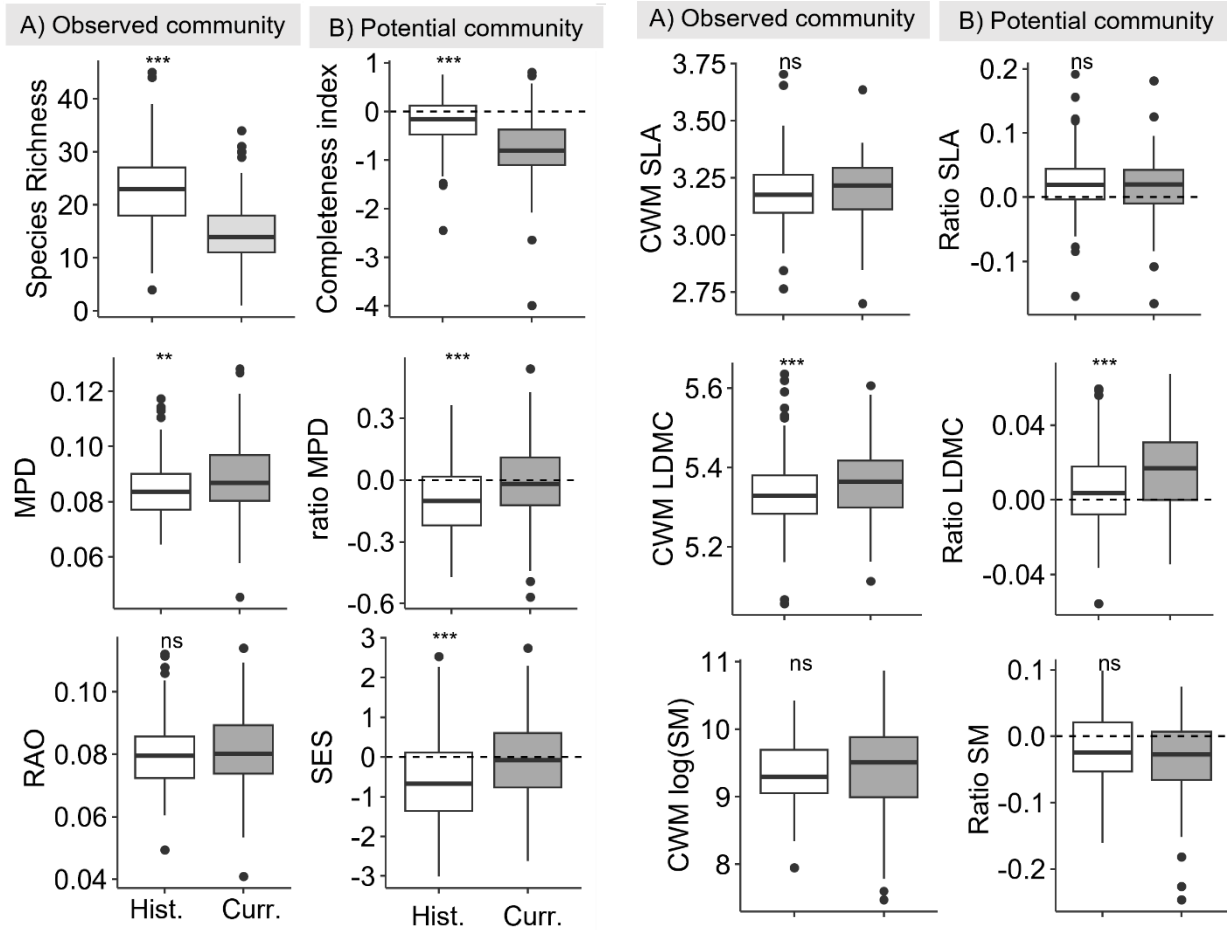 A) Observed community
B) Potential community
A) Observed community
B) Potential community
***
Species Richness
40
30
20
10
0
***
Completeness index
1
0
-1
-2
-3
-4
ns
CWM SLA
3.75
3.50
3.25
3.00
2.75
ns
Ratio SLA
0.2
0.1
0.0
-0.1
**
MPD
0.12
0.10
0.08
0.06
***
ratio MPD
0.3
0.0
-0.3
-0.6
***
CWM LDMC
5.6
5.4
5.2
***
Ratio LDMC
0.04
0.00
-0.04
ns
RAO
0.10
0.08
0.06
0.04
Hist.
Curr.
***
SES
3
2
1
0
-1
-2
-3
Hist.
Curr.
ns
CWM log(SM)
11
10
9
8
ns
Ratio SM
0.1
0.0
-0.1
-0.2